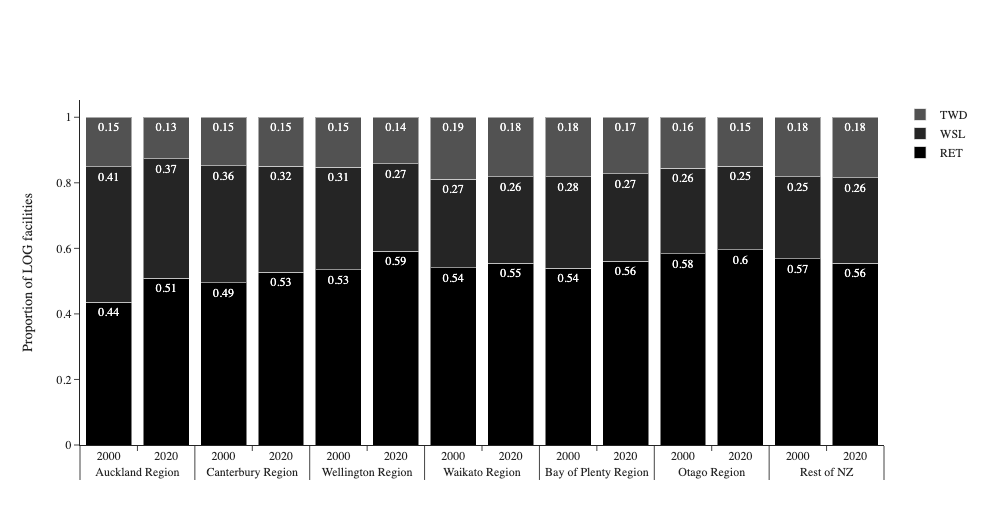 TWD
WSL
RET
Proportion of LOG facilities
1
0.8
0.6
0.4
0.2
0
0.15 0.13 0.15 0.15 0.15 0.14 0.19 0.18 0.18 0.17 0.16 0.15 0.18 0.18
0.41 0.37 0.36 0.32 0.31 0.27 0.27 0.26 0.28 0.27 0.26 0.25 0.25 0.26
0.44 0.51 0.49 0.53 0.53 0.59 0.54 0.55 0.54 0.56 0.58 0.6 0.57 0.56
2000 2020 2000 2020 2000 2020 2000 2020 2000 2020 2000 2020 2000 2020
Auckland Region Canterbury Region Wellington Region Waikato Region Bay of Plenty Region Otago Region Rest of NZ